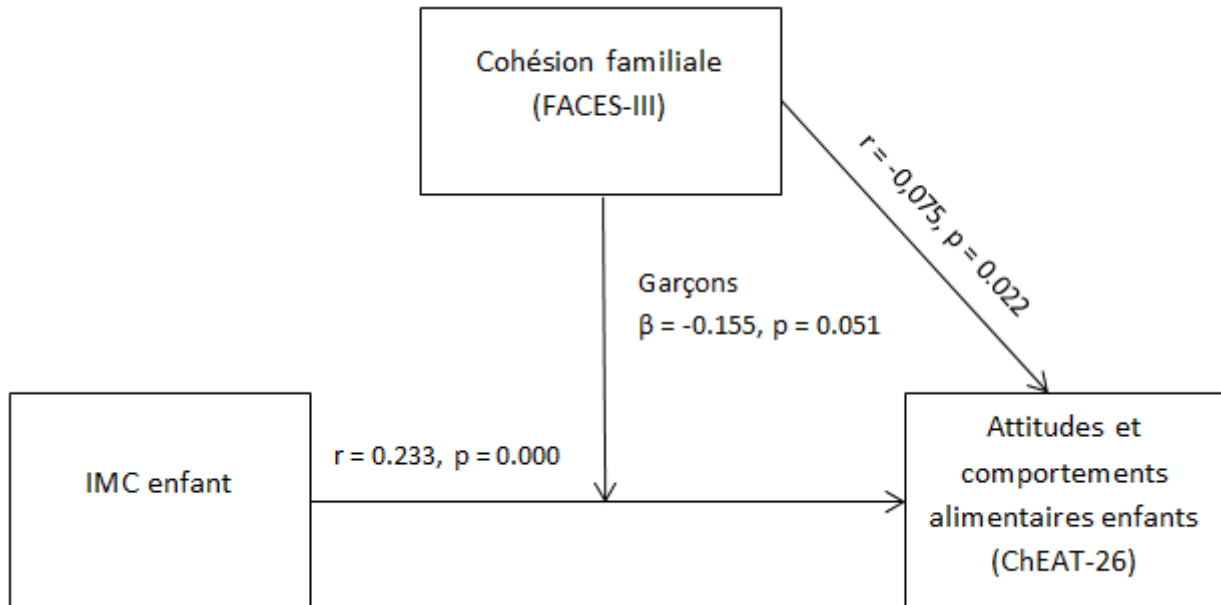 Cohésion familiale
(FACES-III)
r = -0,075, p = 0.022
Garçons
β = -0.155, p = 0.051
IMC enfant
r = 0.233, p = 0.000
Attitudes et
comportements
alimentaires enfants
(ChEAT-26)